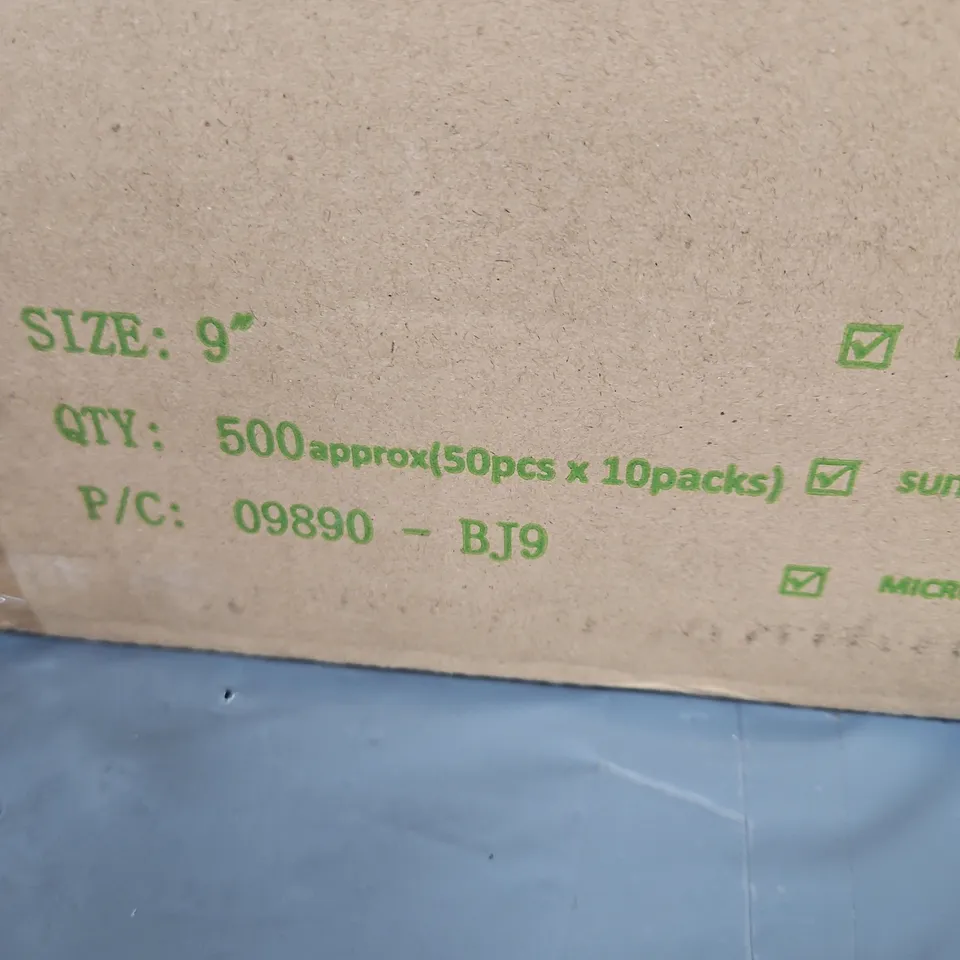 SIZE: 9"
QTY: 500approx(50pcs x 10packs)
P/C: 09890 - BJ9